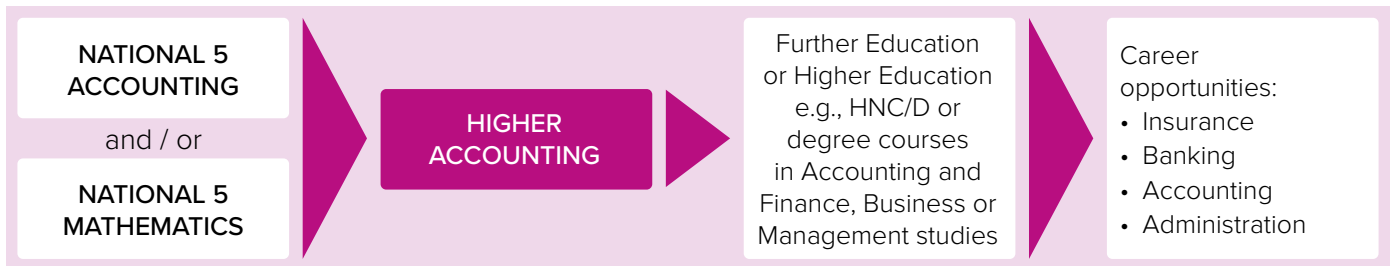 NATIONAL 5
ACCOUNTING
and / or
NATIONAL 5
MATHEMATICS
HIGHER
ACCOUNTING
Further Education
or Higher Education
e.g., HNC/D or
degree courses
in Accounting and
Finance, Business or
Management studies
Career
opportunities:
• Insurance
• Banking
• Accounting
• Administration